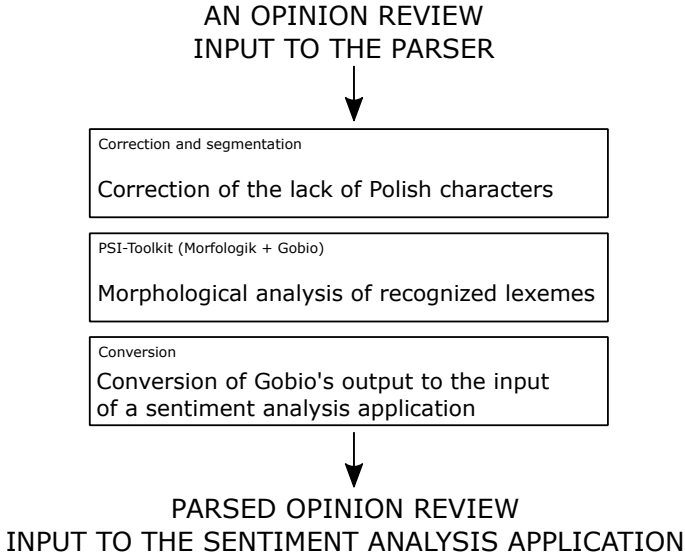 AN OPINION REVIEW
INPUT TO THE PARSER
Correction and segmentation
Correction of the lack of Polish characters
PSI-Toolkit (Morfologik + Gobio)
Morphological analysis of recognized lexemes
Conversion
Conversion of Gobio's output to the input
of a sentiment analysis application
PARSED OPINION REVIEW
INPUT TO THE SENTIMENT ANALYSIS APPLICATION